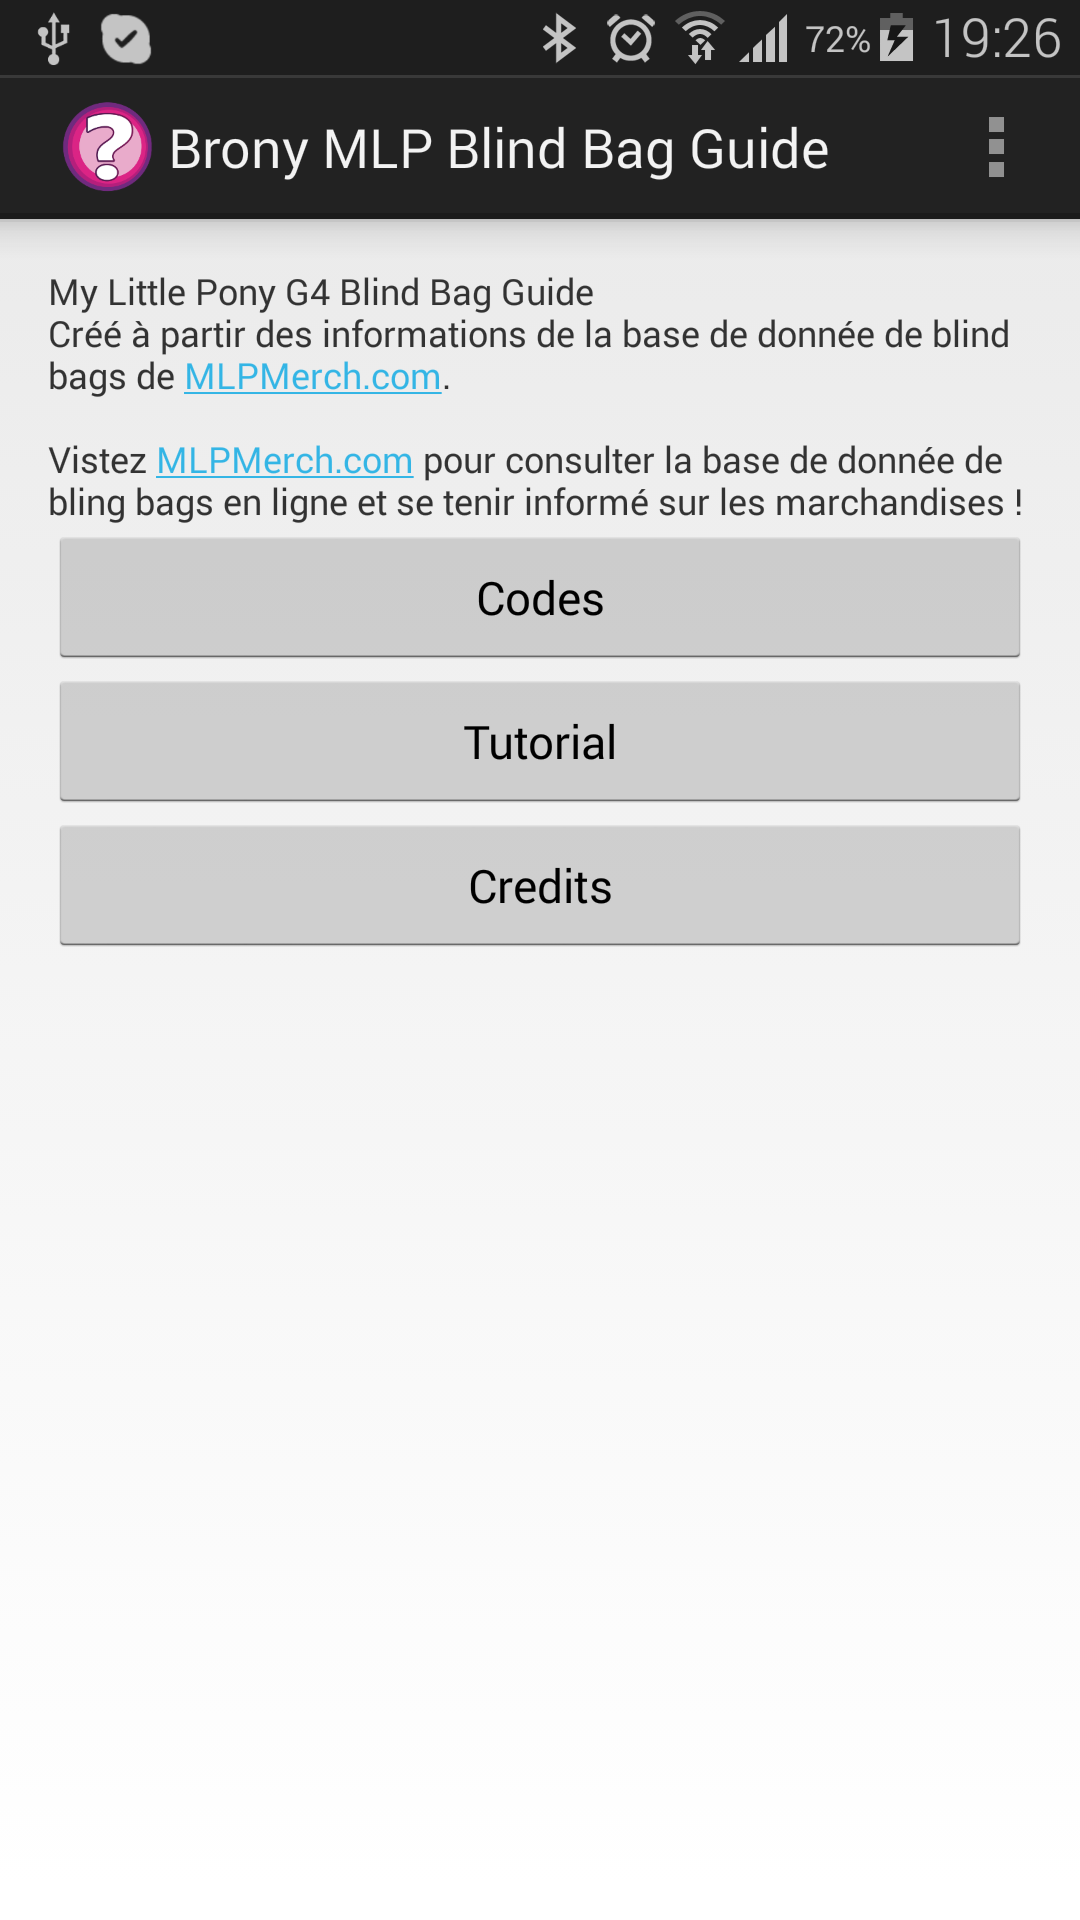 72% 19:26
? Brony MLP Blind Bag Guide
My Little Pony G4 Blind Bag Guide
Créé à partir des informations de la base de donnée de blind
bags de MLPMerch.com.
Vistez MLPMerch.com pour consulter la base de donnée de
bling bags en ligne et se tenir informé sur les marchandises !
Codes
Tutorial
Credits